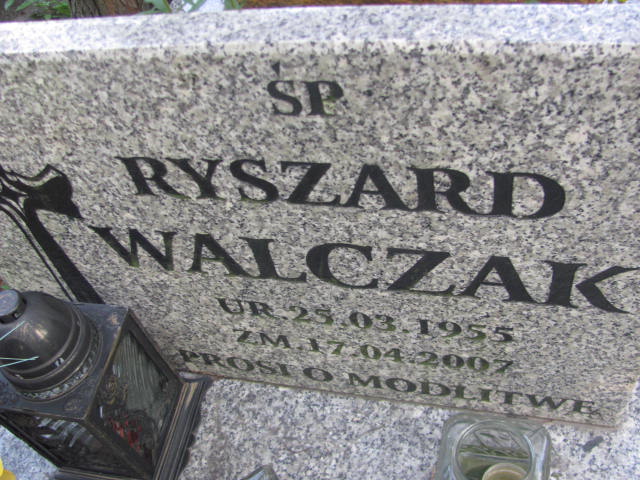 ŚP
RYSZARD
WALCZAK
UR.25.03.1955
ZM.17.04.2007
PROSI O MODLITWĘ